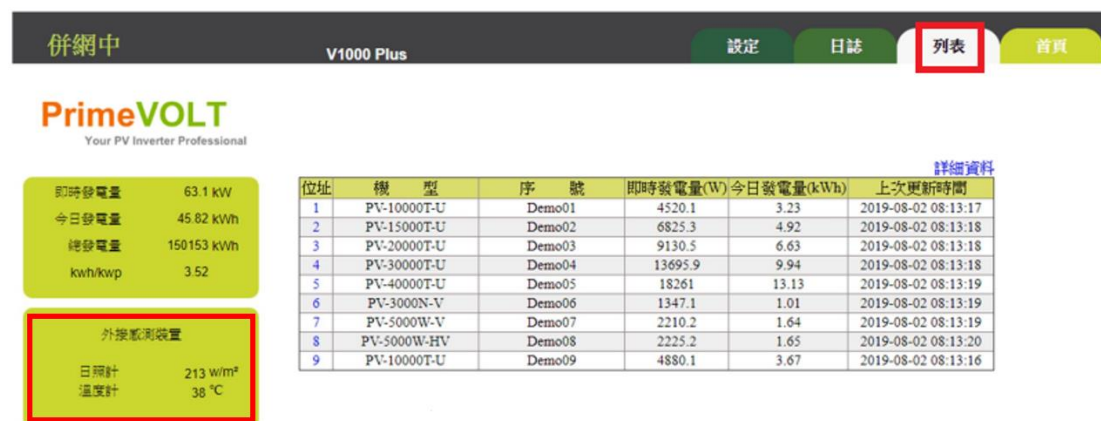 併網中
V1000 Plus
設定 日誌 列表 首頁
PrimeVOLT
Your PV Inverter Professional
詳細資料
即時發電量 63.1 kW
今日發電量 45.82 kWh
總發電量 150153 kWh
kwh/kwp 3.52
外接感測裝置
日照計 213 w/m²
溫度計 38 ℃
位址 機 型 序 號 即時發電量(W) 今日發電量(kWh) 上次更新時間
1 PV-10000T-U Demo01 4520.1 3.23 2019-08-02 08:13:17
2 PV-15000T-U Demo02 6825.3 4.92 2019-08-02 08:13:18
3 PV-20000T-U Demo03 9130.5 6.63 2019-08-02 08:13:18
4 PV-30000T-U Demo04 13695.9 9.94 2019-08-02 08:13:18
5 PV-40000T-U Demo05 18261 13.13 2019-08-02 08:13:19
6 PV-3000N-V Demo06 1347.1 1.01 2019-08-02 08:13:19
7 PV-5000W-V Demo07 2210.2 1.64 2019-08-02 08:13:19
8 PV-5000W-HV Demo08 2225.2 1.65 2019-08-02 08:13:20
9 PV-10000T-U Demo09 4880.1 3.67 2019-08-02 08:13:16